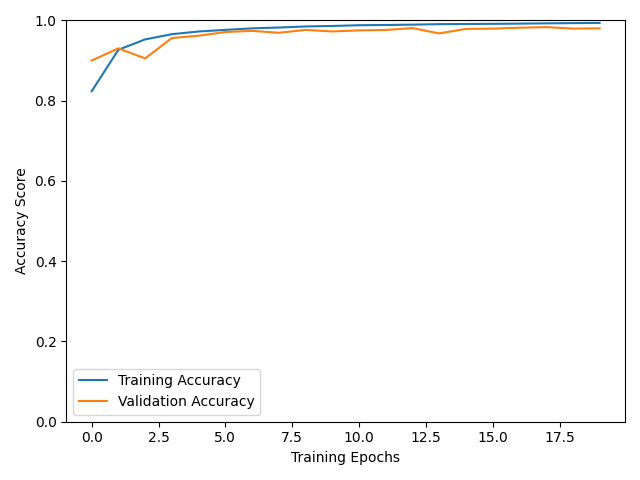 1.0
0.8
0.6
0.4
0.2
0.0
Accuracy Score
Training Accuracy
Validation Accuracy
0.0 2.5 5.0 7.5 10.0 12.5 15.0 17.5
Training Epochs